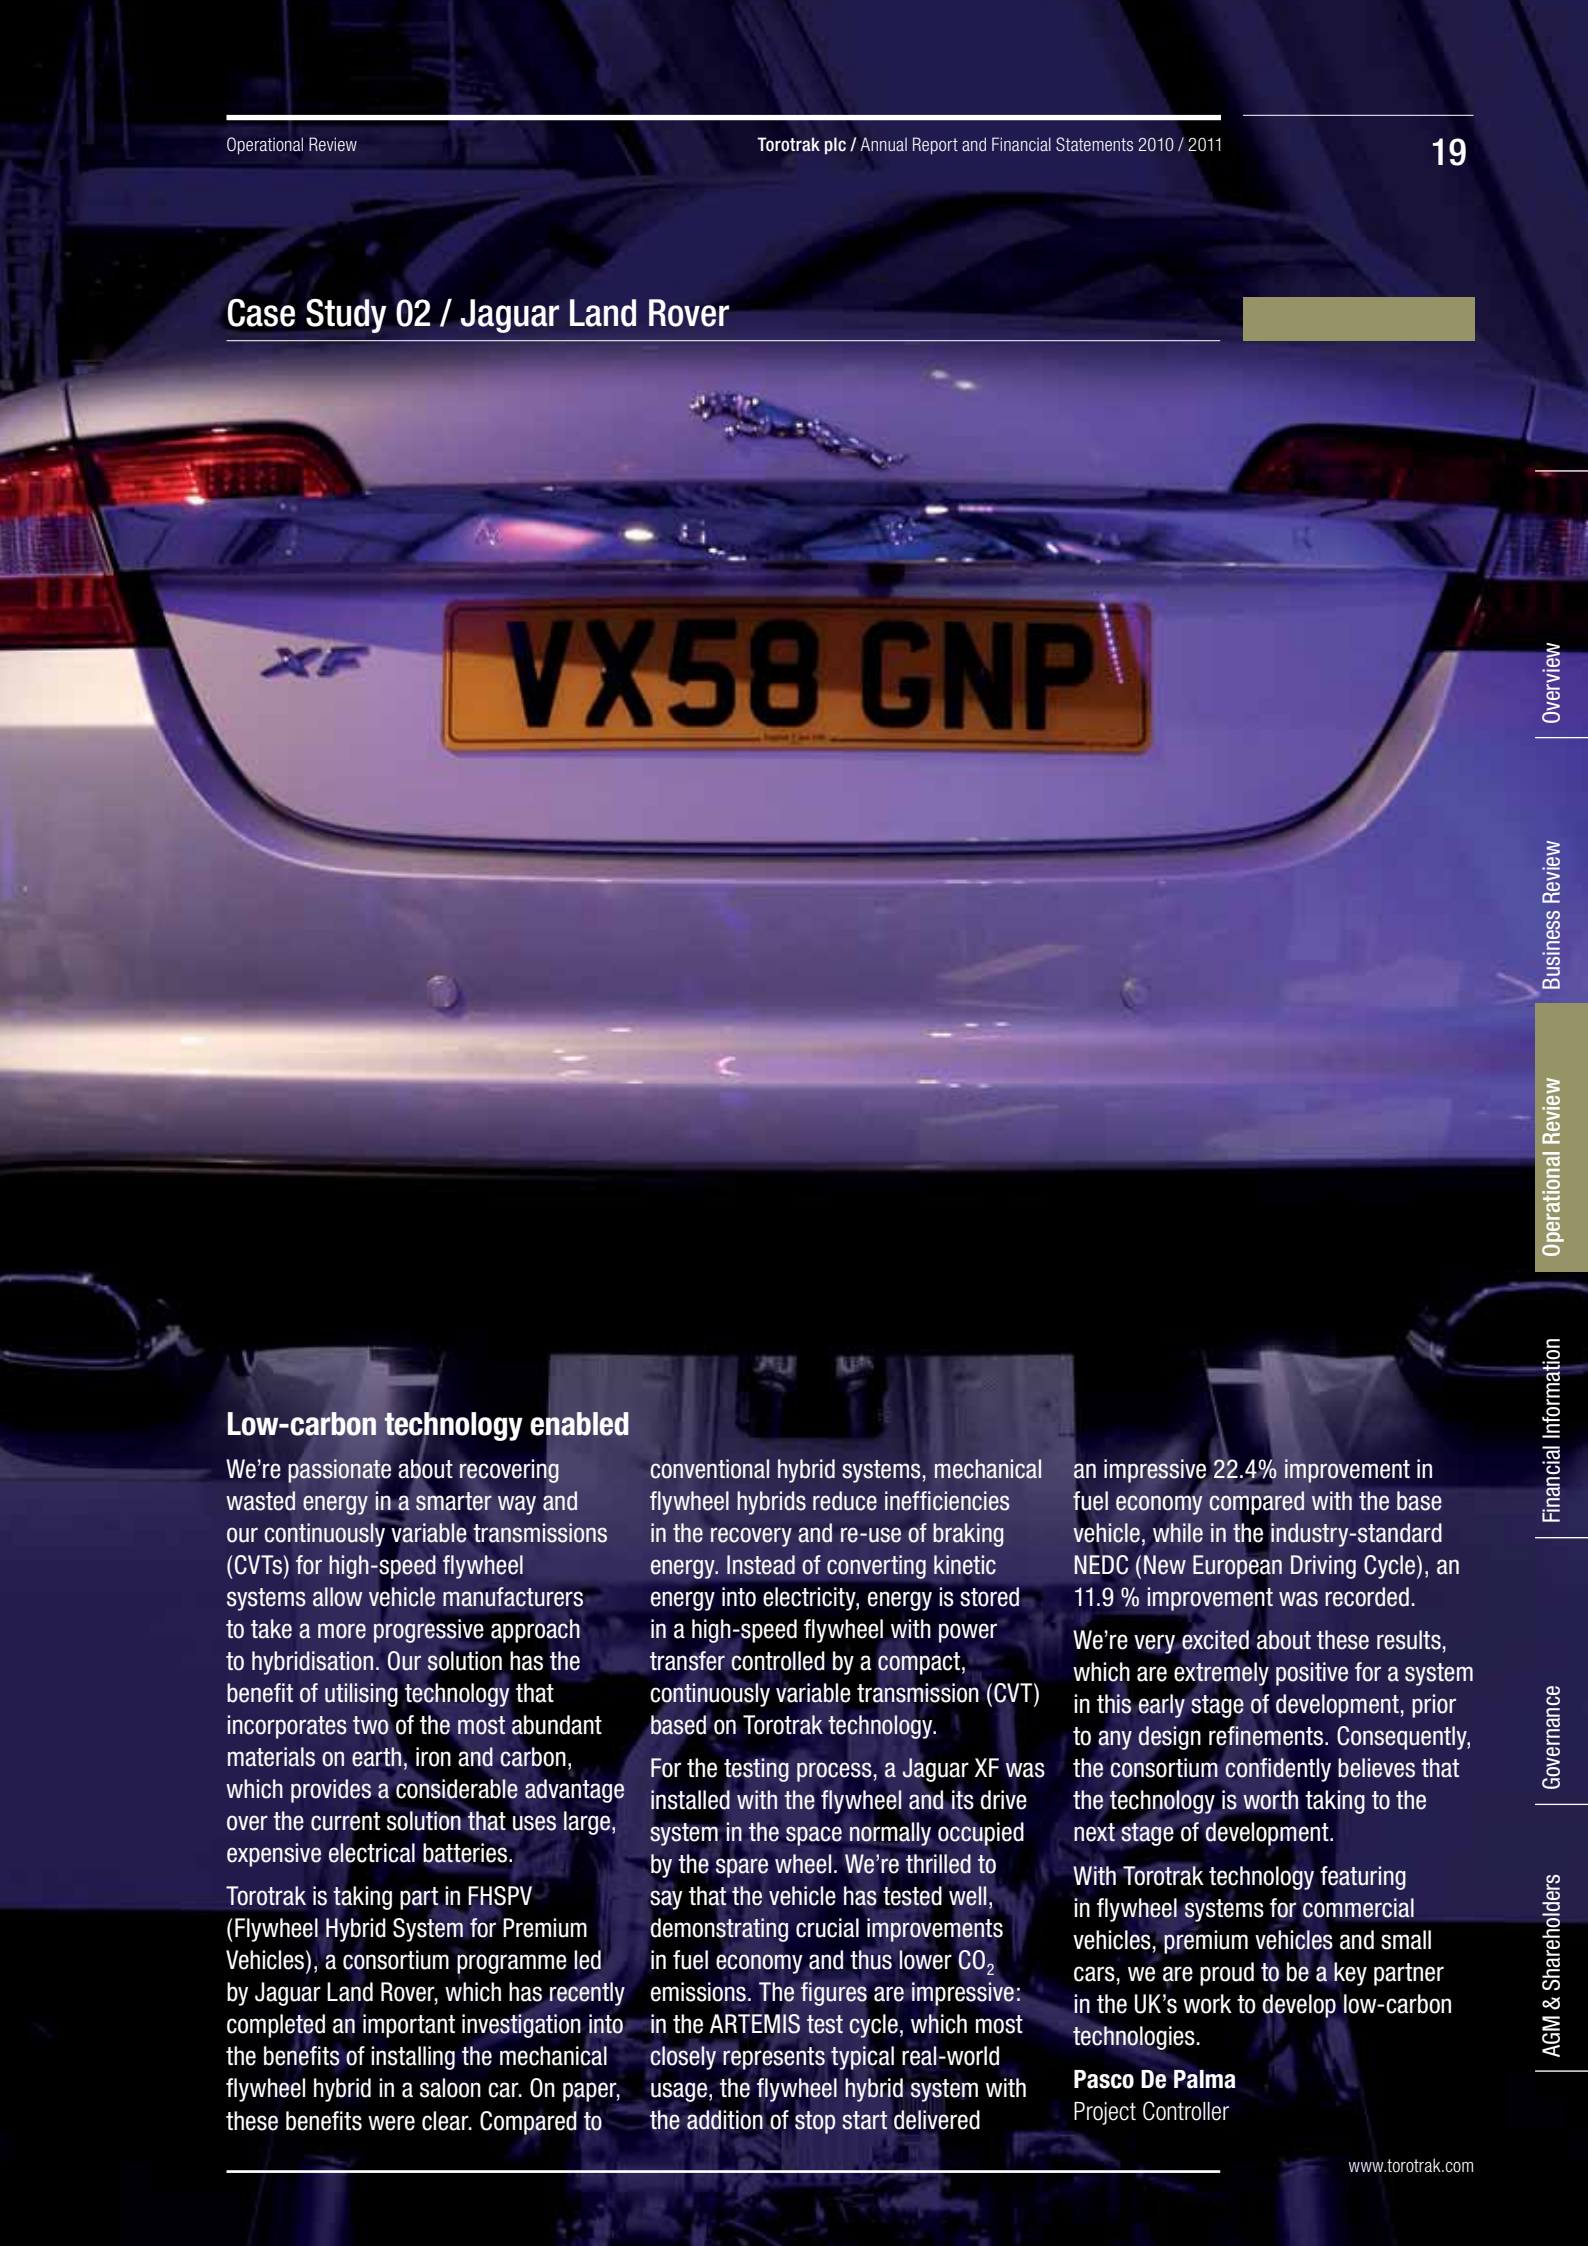 Operational Review
Torotrak plc / Annual Report and Financial Statements 2010 / 2011
19
Case Study 02 / Jaguar Land Rover
XF
VX58 GNP
Low-carbon technology enabled
We’re passionate about recovering
wasted energy in a smarter way and
our continuously variable transmissions
(CVTs) for high-speed flywheel
systems allow vehicle manufacturers
to take a more progressive approach
to hybridisation. Our solution has the
benefit of utilising technology that
incorporates two of the most abundant
materials on earth, iron and carbon,
which provides a considerable advantage
over the current solution that uses large,
expensive electrical batteries.
Torotrak is taking part in FHSPV
(Flywheel Hybrid System for Premium
Vehicles), a consortium programme led
by Jaguar Land Rover, which has recently
completed an important investigation into
the benefits of installing the mechanical
flywheel hybrid in a saloon car. On paper,
these benefits were clear. Compared to
conventional hybrid systems, mechanical
flywheel hybrids reduce inefficiencies
in the recovery and re-use of braking
energy. Instead of converting kinetic
energy into electricity, energy is stored
in a high-speed flywheel with power
transfer controlled by a compact,
continuously variable transmission (CVT)
based on Torotrak technology.
For the testing process, a Jaguar XF was
installed with the flywheel and its drive
system in the space normally occupied
by the spare wheel. We’re thrilled to
say that the vehicle has tested well,
demonstrating crucial improvements
in fuel economy and thus lower CO₂
emissions. The figures are impressive:
in the ARTEMIS test cycle, which most
closely represents typical real-world
usage, the flywheel hybrid system with
the addition of stop start delivered
an impressive 22.4% improvement in
fuel economy compared with the base
vehicle, while in the industry-standard
NEDC (New European Driving Cycle), an
11.9 % improvement was recorded.
We’re very excited about these results,
which are extremely positive for a system
in this early stage of development, prior
to any design refinements. Consequently,
the consortium confidently believes that
the technology is worth taking to the
next stage of development.
With Torotrak technology featuring
in flywheel systems for commercial
vehicles, premium vehicles and small
cars, we are proud to be a key partner
in the UK’s work to develop low-carbon
technologies.
Pasco De Palma
Project Controller
www.torotrak.com
Overview
Business Review
Operational Review
Financial Information
Governance
AGM & Shareholders